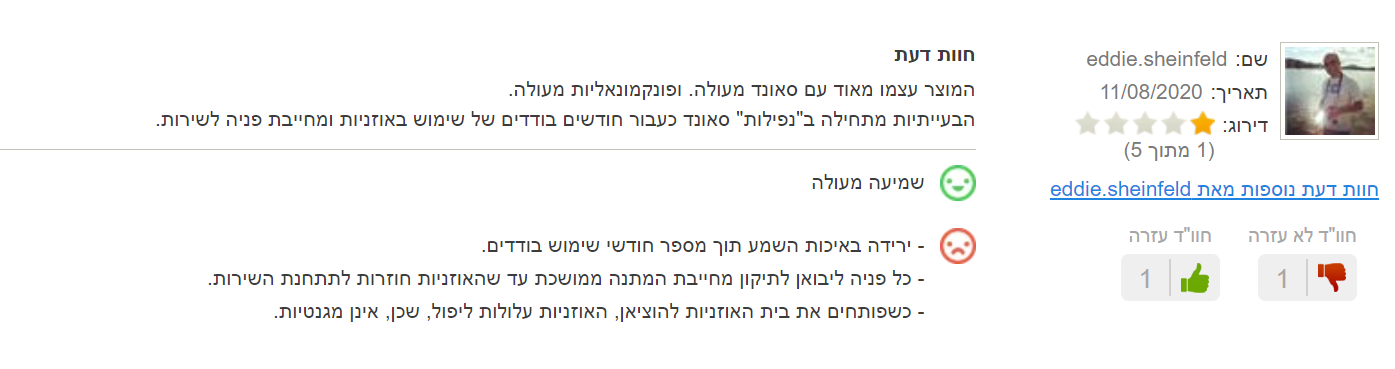 שם: eddie.sheinfeld
תאריך: 11/08/2020
דירוג:
(1 מתוך 5)
חוות דעת נוספות מאת eddie.sheinfeld
חוו"ד לא עזרה
1
חוו"ד עזרה
1
חוות דעת
המוצר עצמו מאוד עם סאונד מעולה. ופונקמונאליות מעולה.
הבעייתיות מתחילה ב"נפילות" סאונד כעבור חודשים בודדים של שימוש באוזניות ומחייבת פניה לשירות.
שמיעה מעולה
- ירידה באיכות השמע תוך מספר חודשי שימוש בודדים.
- כל פניה ליבואן לתיקון מחייבת המתנה ממושכת עד שהאוזניות חוזרות לתתחנת השירות.
- כשפותחים את בית האוזניות להוציאן, האוזניות עלולות ליפול, שכן, אינן מגנטיות.